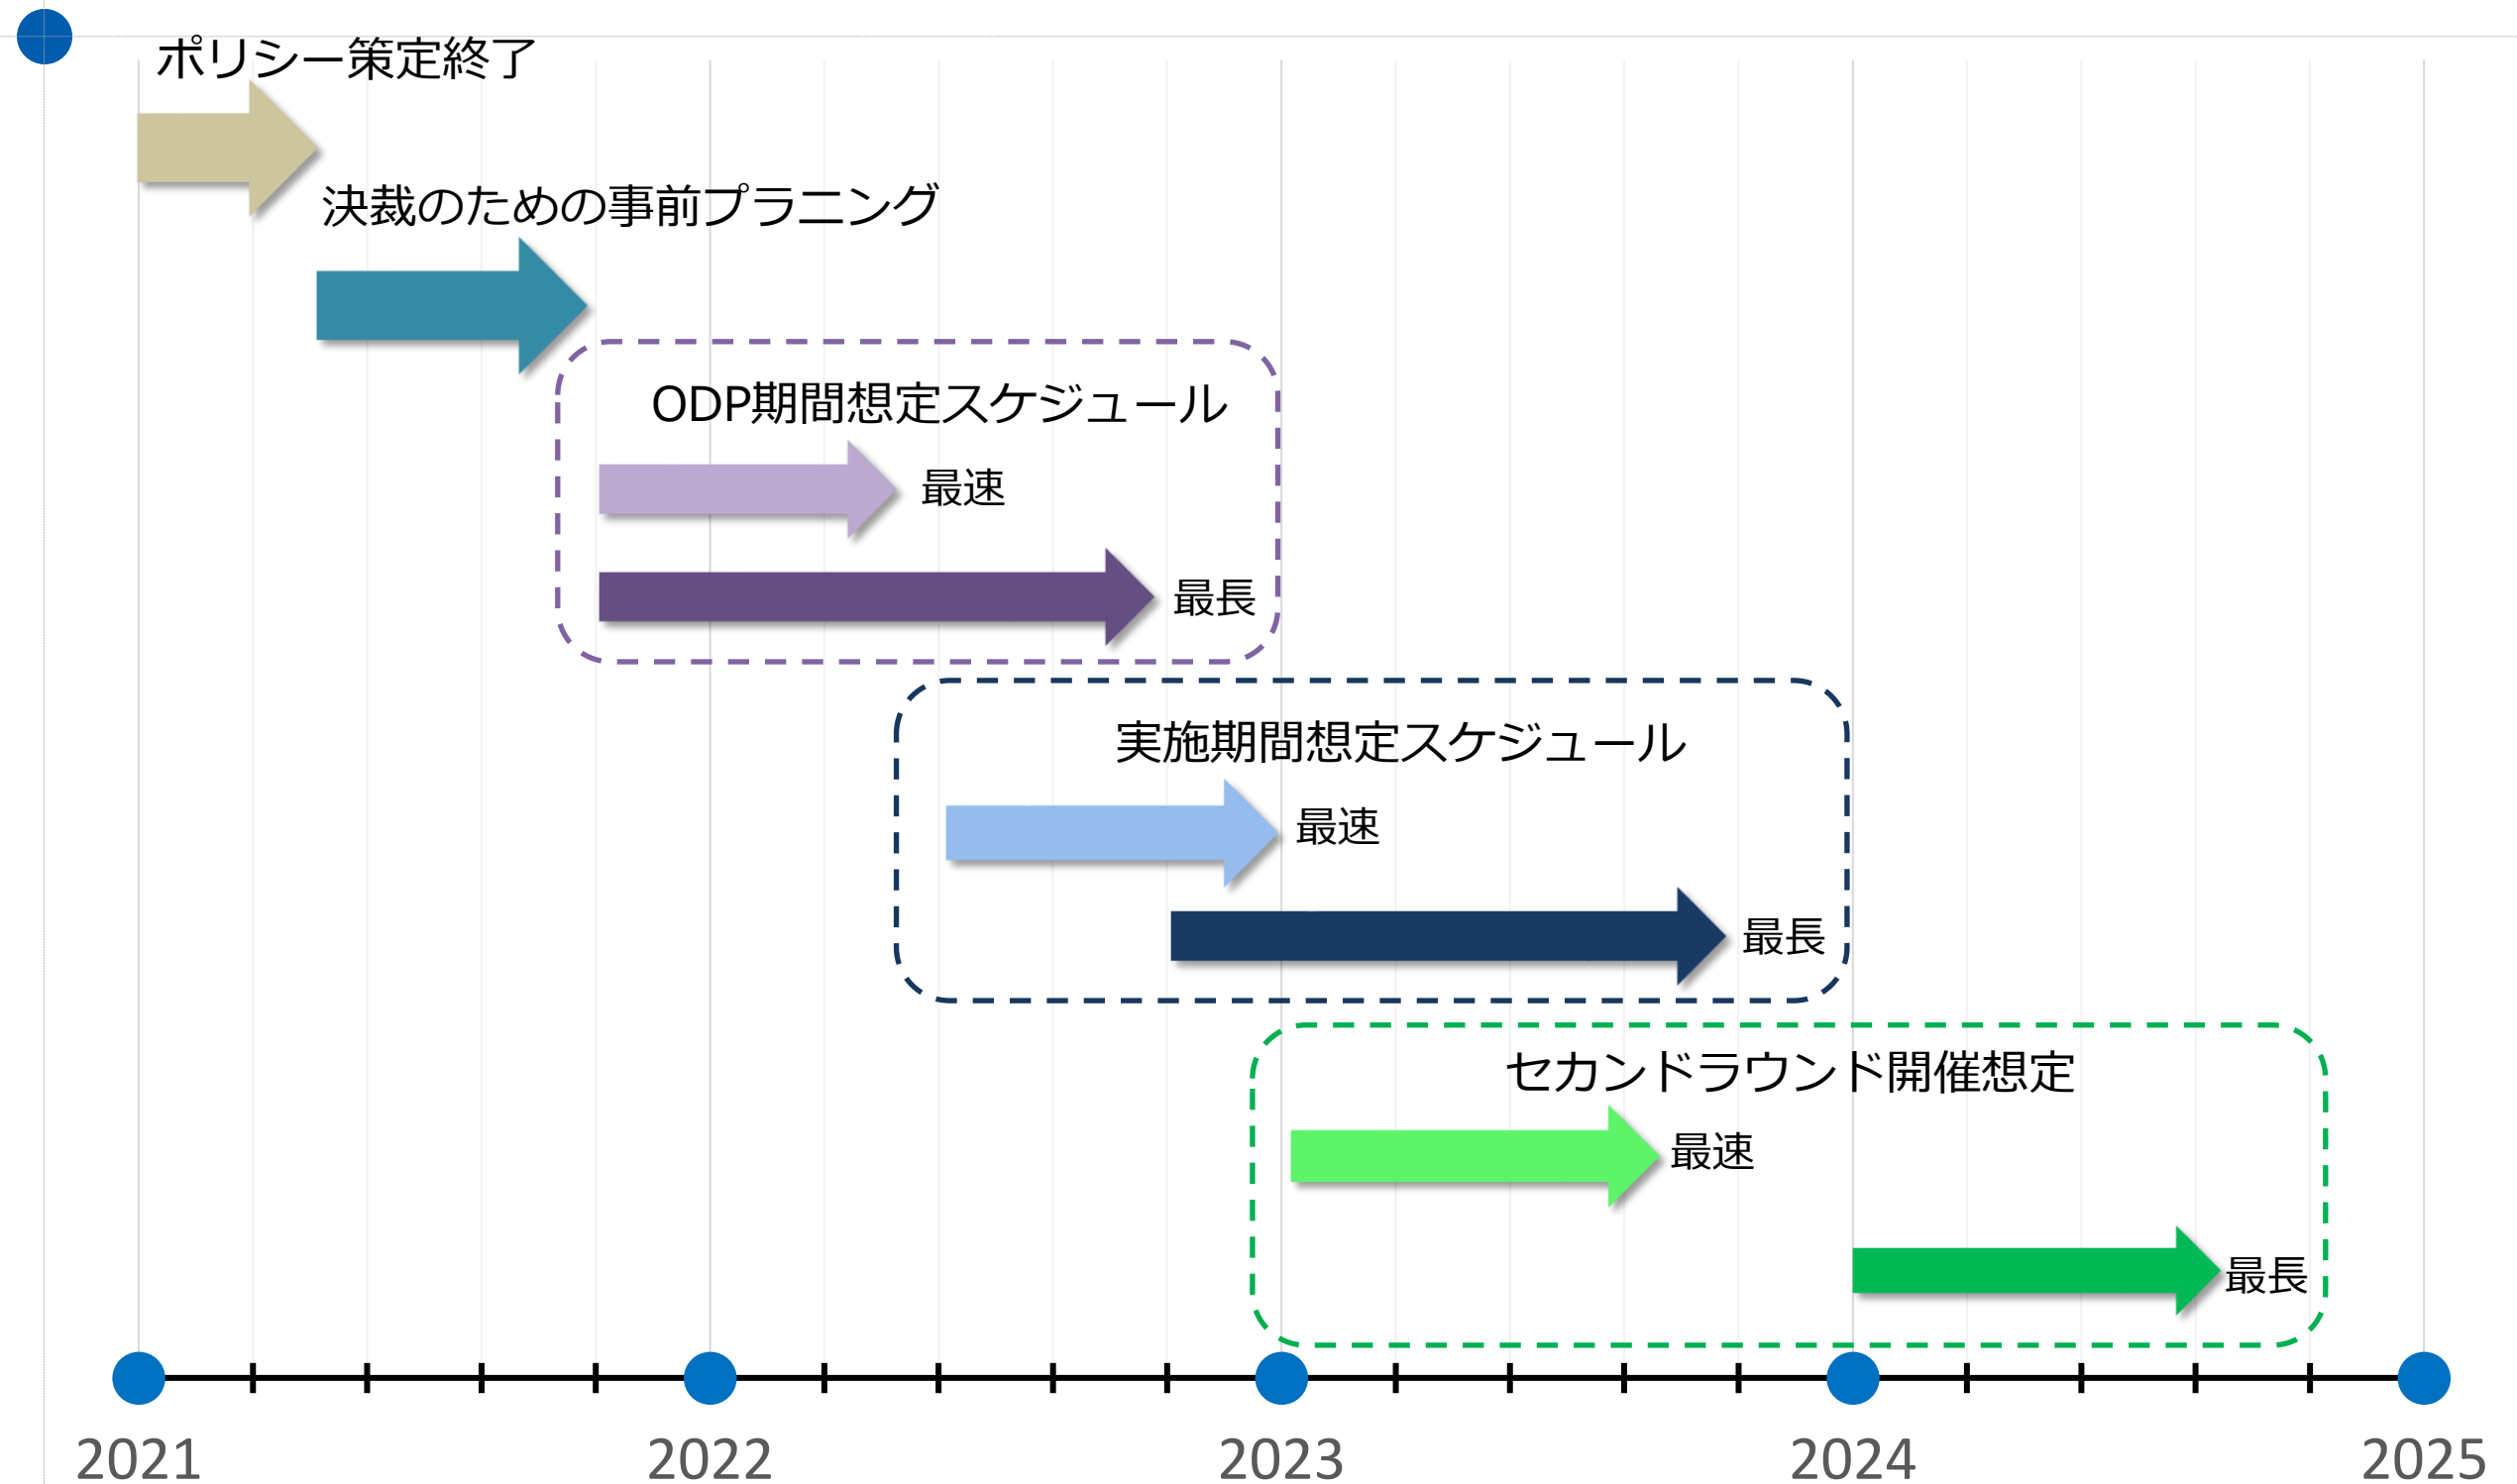 ポリシー策定終了
決裁のための事前プラニング
ODP期間想定スケジュール
最速
最長
実施期間想定スケジュール
最速
最長
セカンドラウンド開催想定
最速
最長
2021 2022 2023 2024 2025